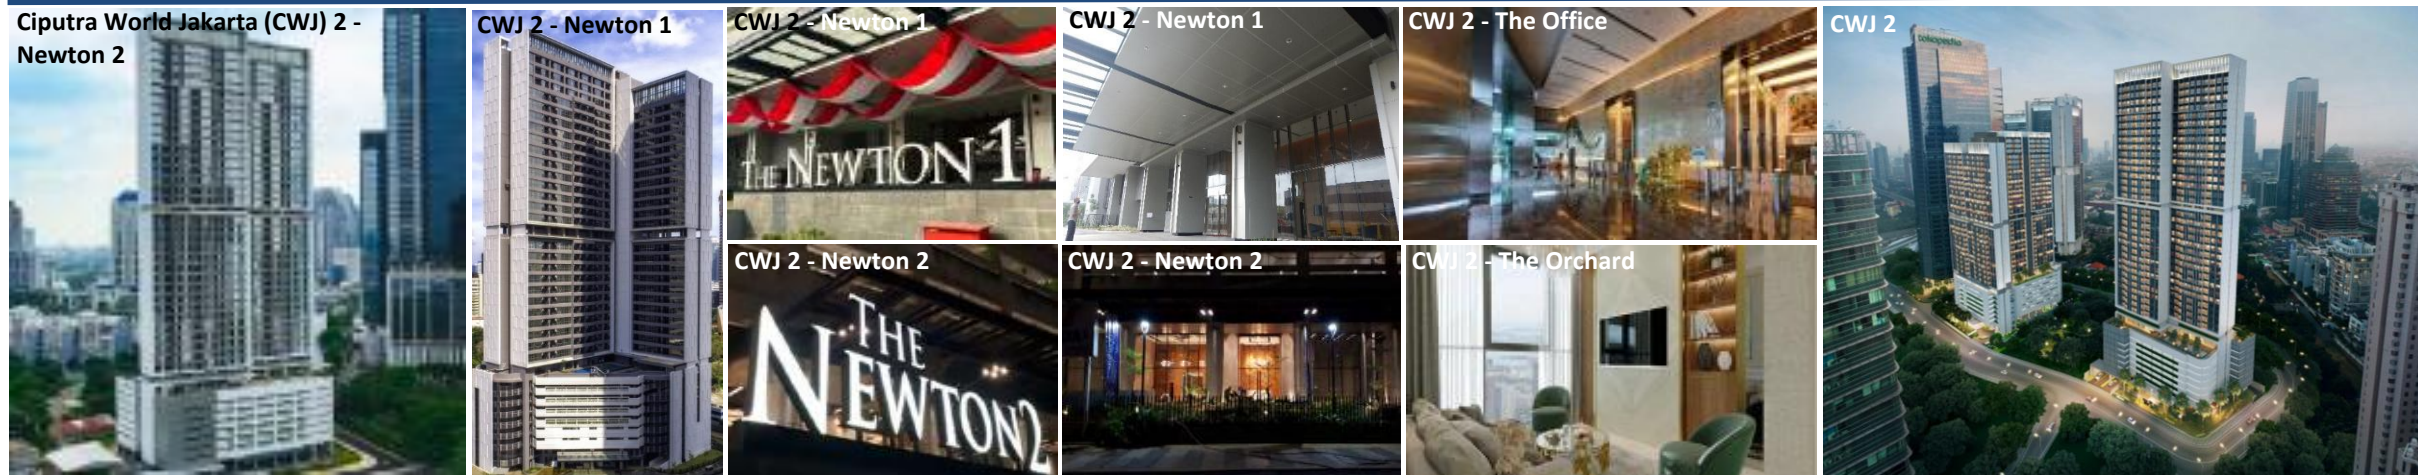 Ciputra World Jakarta (CWJ) 2 -
Newton 2
CWJ 2 - Newton 1
CWJ 2 - Newton 1
THE NEWTON 1
CWJ 2 - Newton 1
CWJ 2 - The Office
CWJ 2
tokopedia
CWJ 2 - Newton 2
THE
NEWTON2
CWJ 2 - Newton 2
CWJ 2 - The Orchard